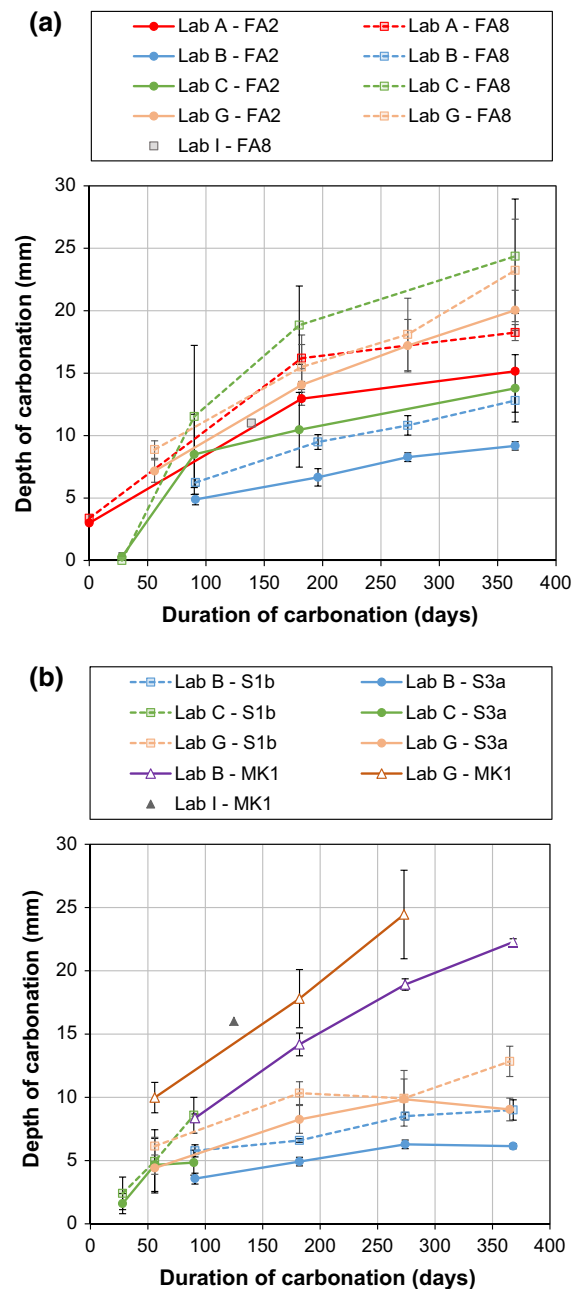 (a)
Lab A - FA2 Lab A - FA8
Lab B - FA2 Lab B - FA8
Lab C - FA2 Lab C - FA8
Lab G - FA2 Lab G - FA8
Lab I - FA8
Depth of carbonation (mm)
30
25
20
15
10
5
0
0 50 100 150 200 250 300 350 400
Duration of carbonation (days)
(b)
Lab B - S1b Lab B - S3a
Lab C - S1b Lab C - S3a
Lab G - S1b Lab G - S3a
Lab B - MK1 Lab G - MK1
Lab I - MK1
Depth of carbonation (mm)
30
25
20
15
10
5
0
0 50 100 150 200 250 300 350 400
Duration of carbonation (days)